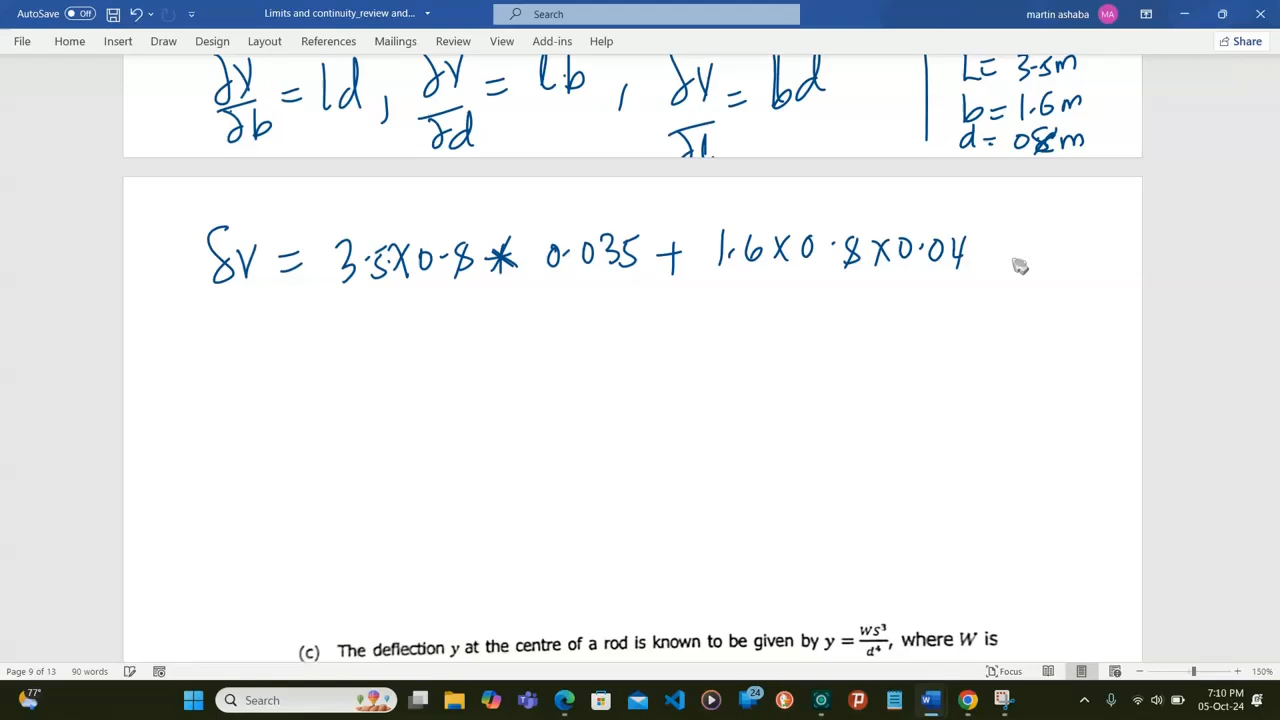 AutoSave Off Limits and continuity_review and... Search martin ashaba MA
File Home Insert Draw Design Layout References Mailings Review View Add-ins Help Share
∂V/∂b = ld, ∂V/∂d = l.b, ∂V/∂l = bd
L= 3.5m
b = 1.6m
d = 0.8m
δV = 3.5×0.8 * 0.035 + 1.6×0.8×0.04
(c) The deflection y at the centre of a rod is known to be given by y = WS³/d⁴, where W is
Page 9 of 13 90 words Focus 150%
77° Search 24 7:10 PM
05-Oct-24